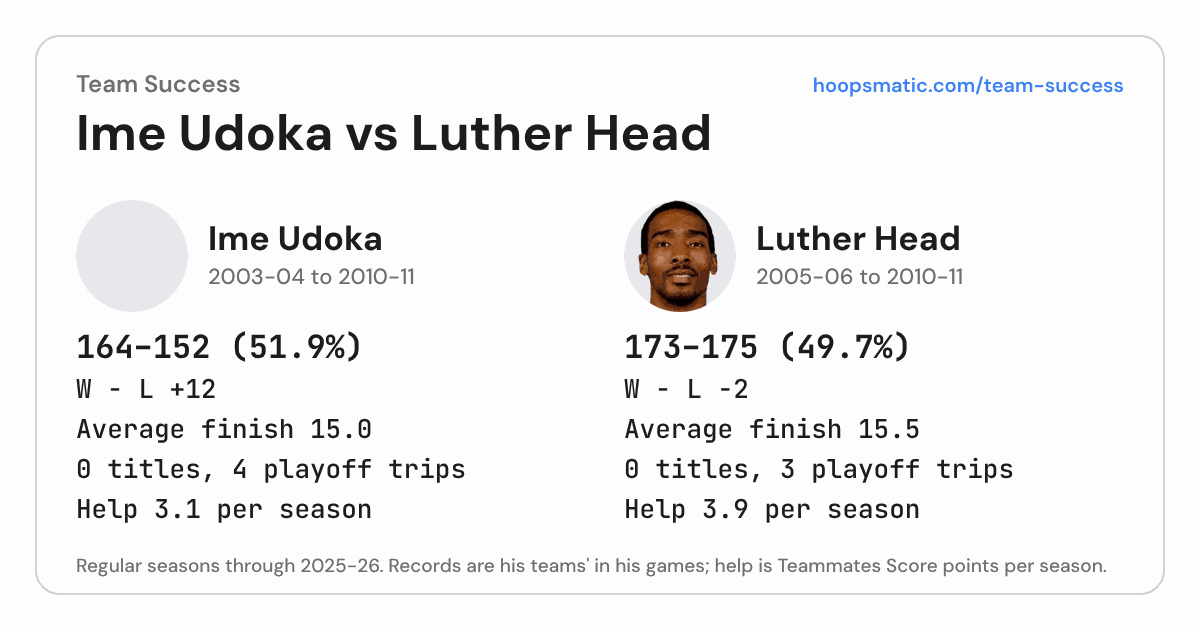 Team Success
hoopsmatic.com/team-success
Ime Udoka vs Luther Head
Ime Udoka
2003-04 to 2010-11
164-152 (51.9%)
W - L +12
Average finish 15.0
0 titles, 4 playoff trips
Help 3.1 per season
Luther Head
2005-06 to 2010-11
173-175 (49.7%)
W - L -2
Average finish 15.5
0 titles, 3 playoff trips
Help 3.9 per season
Regular seasons through 2025-26. Records are his teams' in his games; help is Teammates Score points per season.